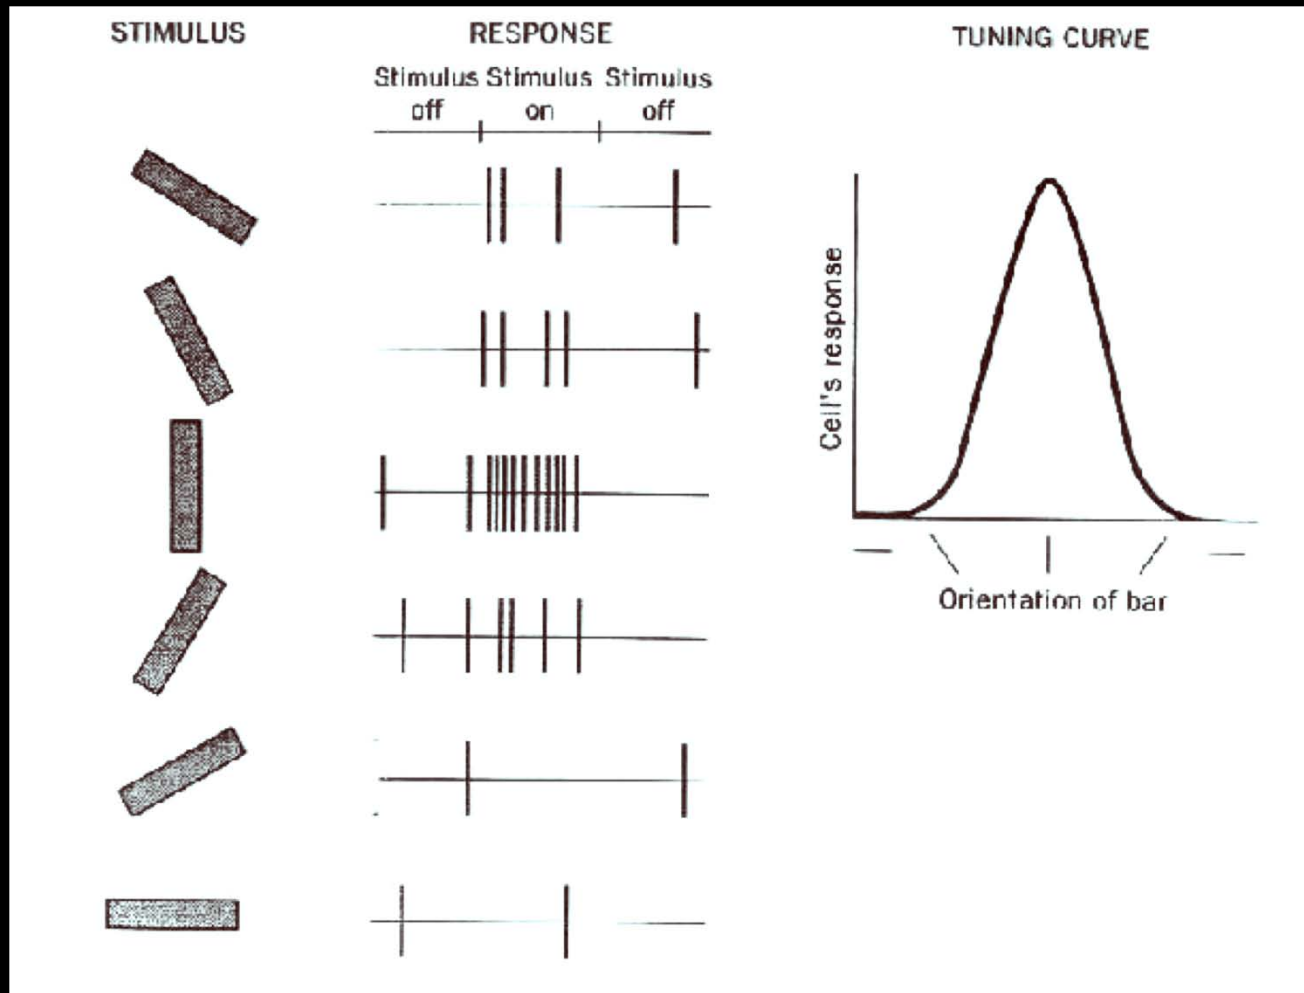 STIMULUS
RESPONSE
TUNING CURVE
Stimulus Stimulus Stimulus
off on off
Cell's response
Orientation of bar